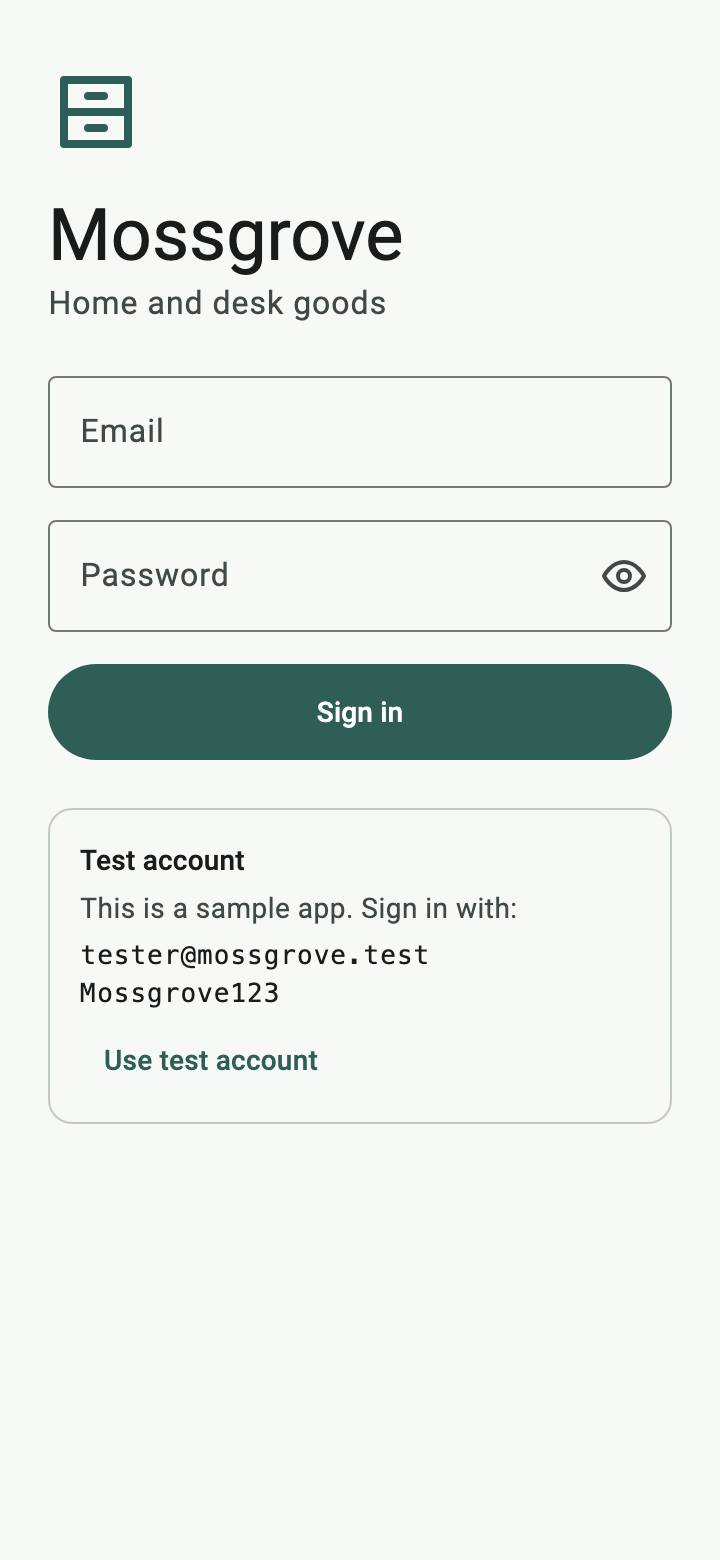 Mossgrove
Home and desk goods
Email
Password
Sign in
Test account
This is a sample app. Sign in with:
tester@mossgrove.test
Mossgrove123
Use test account